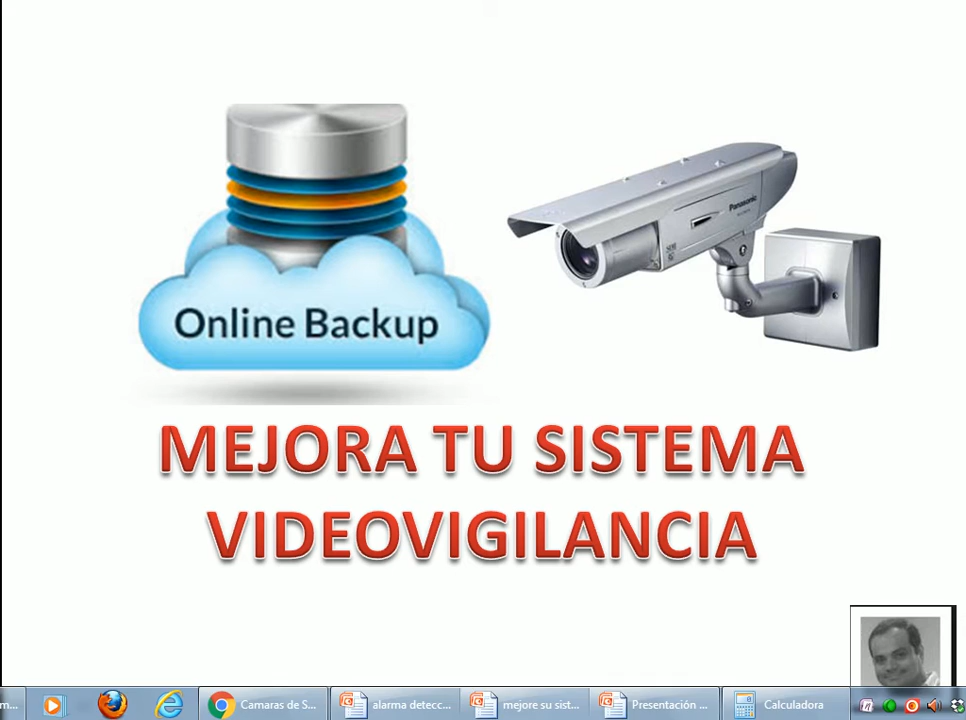 Panasonic
Online Backup
MEJORA TU SISTEMA
VIDEOVIGILANCIA
m...
Camaras de S...
alarma detecc...
mejore su sist...
Presentación ...
Calculadora